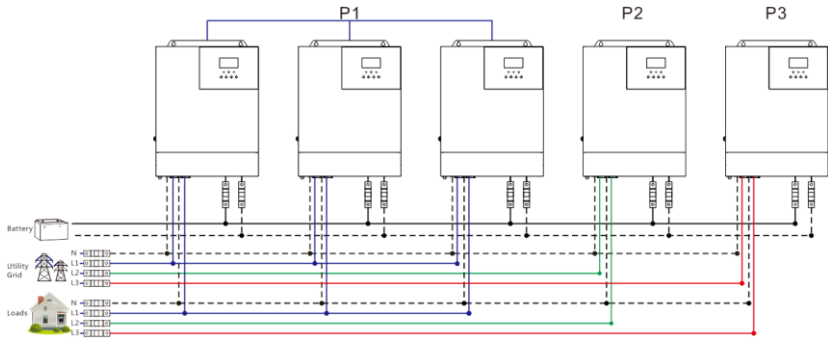 P1
P2
P3
Battery
Utility
Grid
N
L1
L2
L3
Loads
N
L1
L2
L3